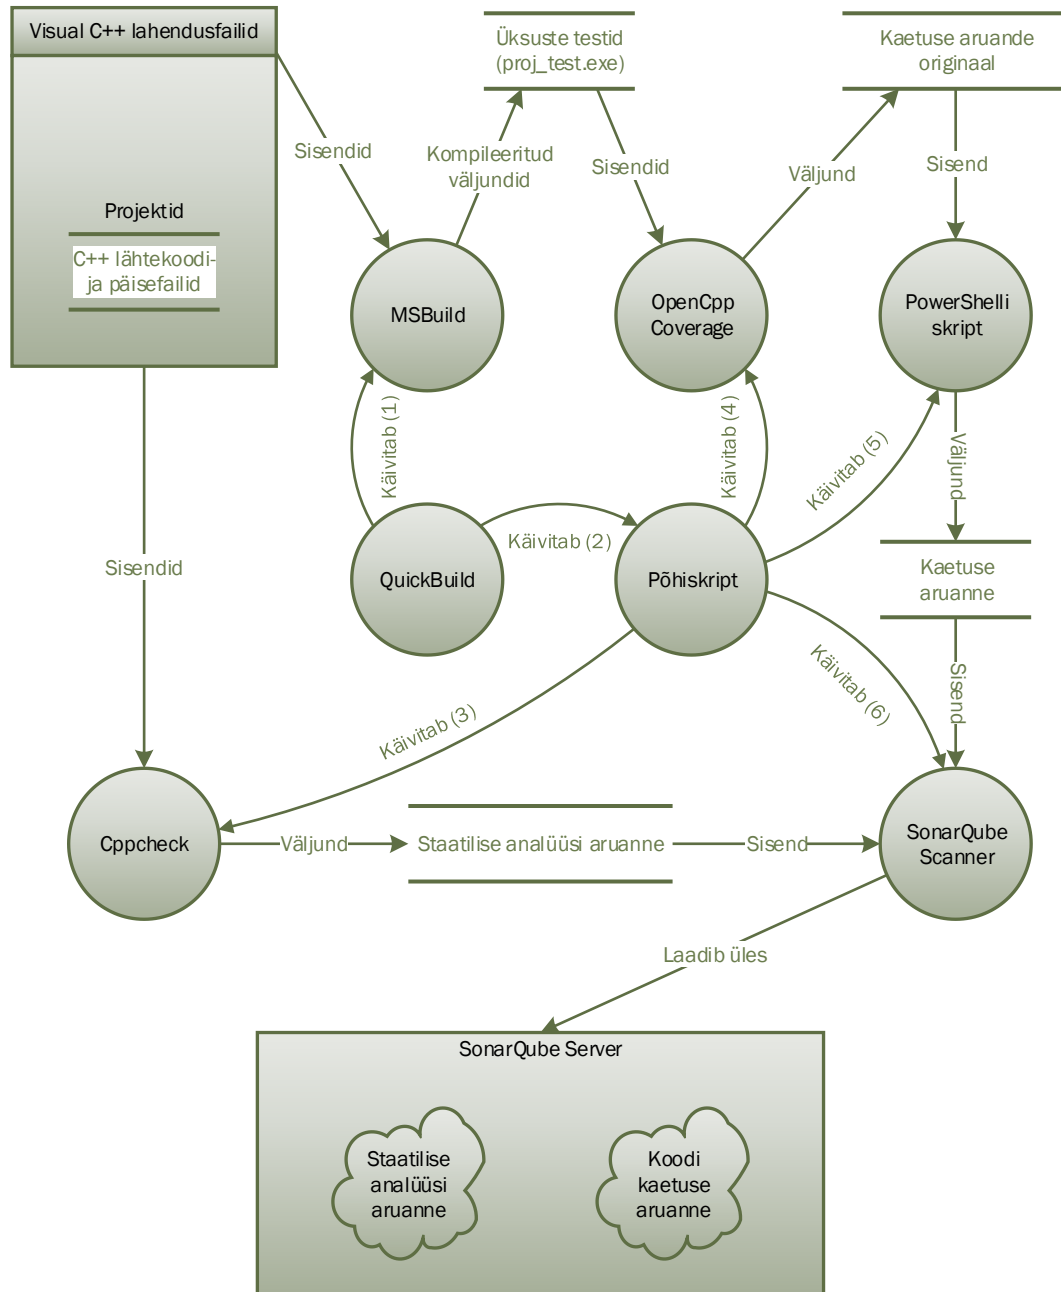 Visual C++ lahendusfailid
Üksuste testid
(proj_test.exe)
Kaetuse aruande
originaal
Sisendid
Kompileeritud
väljundid
Sisendid
Väljund
Sisend
Projektid
C++ lähtekoodi-
ja päisefailid
MSBuild
OpenCpp
Coverage
PowerShelli
skript
Käivitab (1)
Käivitab (4)
Käivitab (5)
Väljund
Käivitab (2)
Sisendid
QuickBuild
Põhiskript
Kaetuse
aruanne
Käivitab (3)
Käivitab (6)
Sisend
Cppcheck
Väljund
Staatilise analüüsi aruanne
Sisend
SonarQube
Scanner
Laadib üles
SonarQube Server
Staatilise
analüüsi
aruanne
Koodi
kaetuse
aruanne